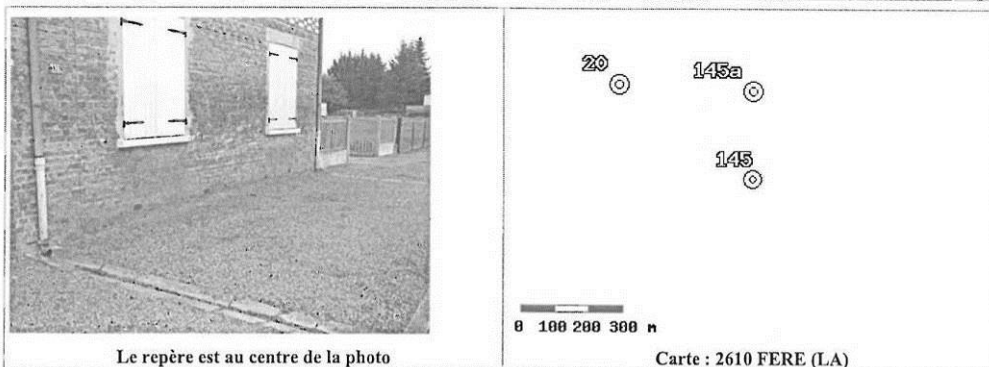 20
145a
145
0 100 200 300 m
Le repère est au centre de la photo
Carte : 2610 FERE (LA)